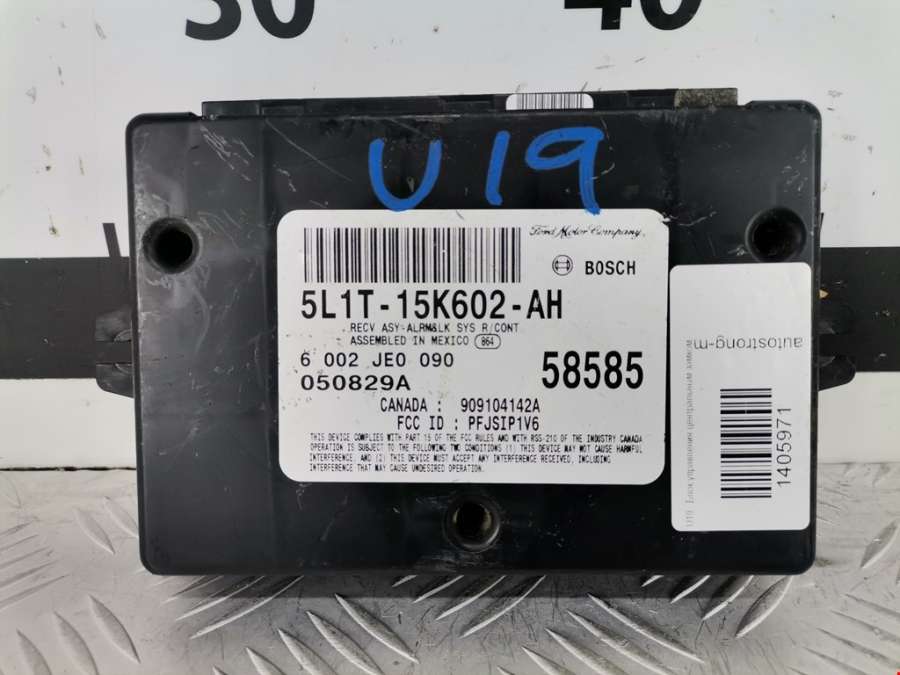 30 40
U19
Ford Motor Company,
BOSCH
5L1T-15K602-AH
RECV ASY-ALRM&LK SYS R/CONT
ASSEMBLED IN MEXICO 864
6 002 JE0 090
58585
050829A
CANADA : 909104142A
FCC ID : PFJSIP1V6
THIS DEVICE COMPLIES WITH PART 15 OF THE FCC RULES AND WITH RSS-210 OF THE INDUSTRY CANADA
OPERATION IS SUBJECT TO THE FOLLOWING TWO CONDITIONS (1) THIS DEVICE MAY NOT CAUSE HARMFUL
INTERFERENCE, AND (2) THIS DEVICE MUST ACCEPT ANY INTERFERENCE RECEIVED, INCLUDING
INTERFERENCE THAT MAY CAUSE UNDESIRED OPERATION.
autostrong-m
1405971
U19